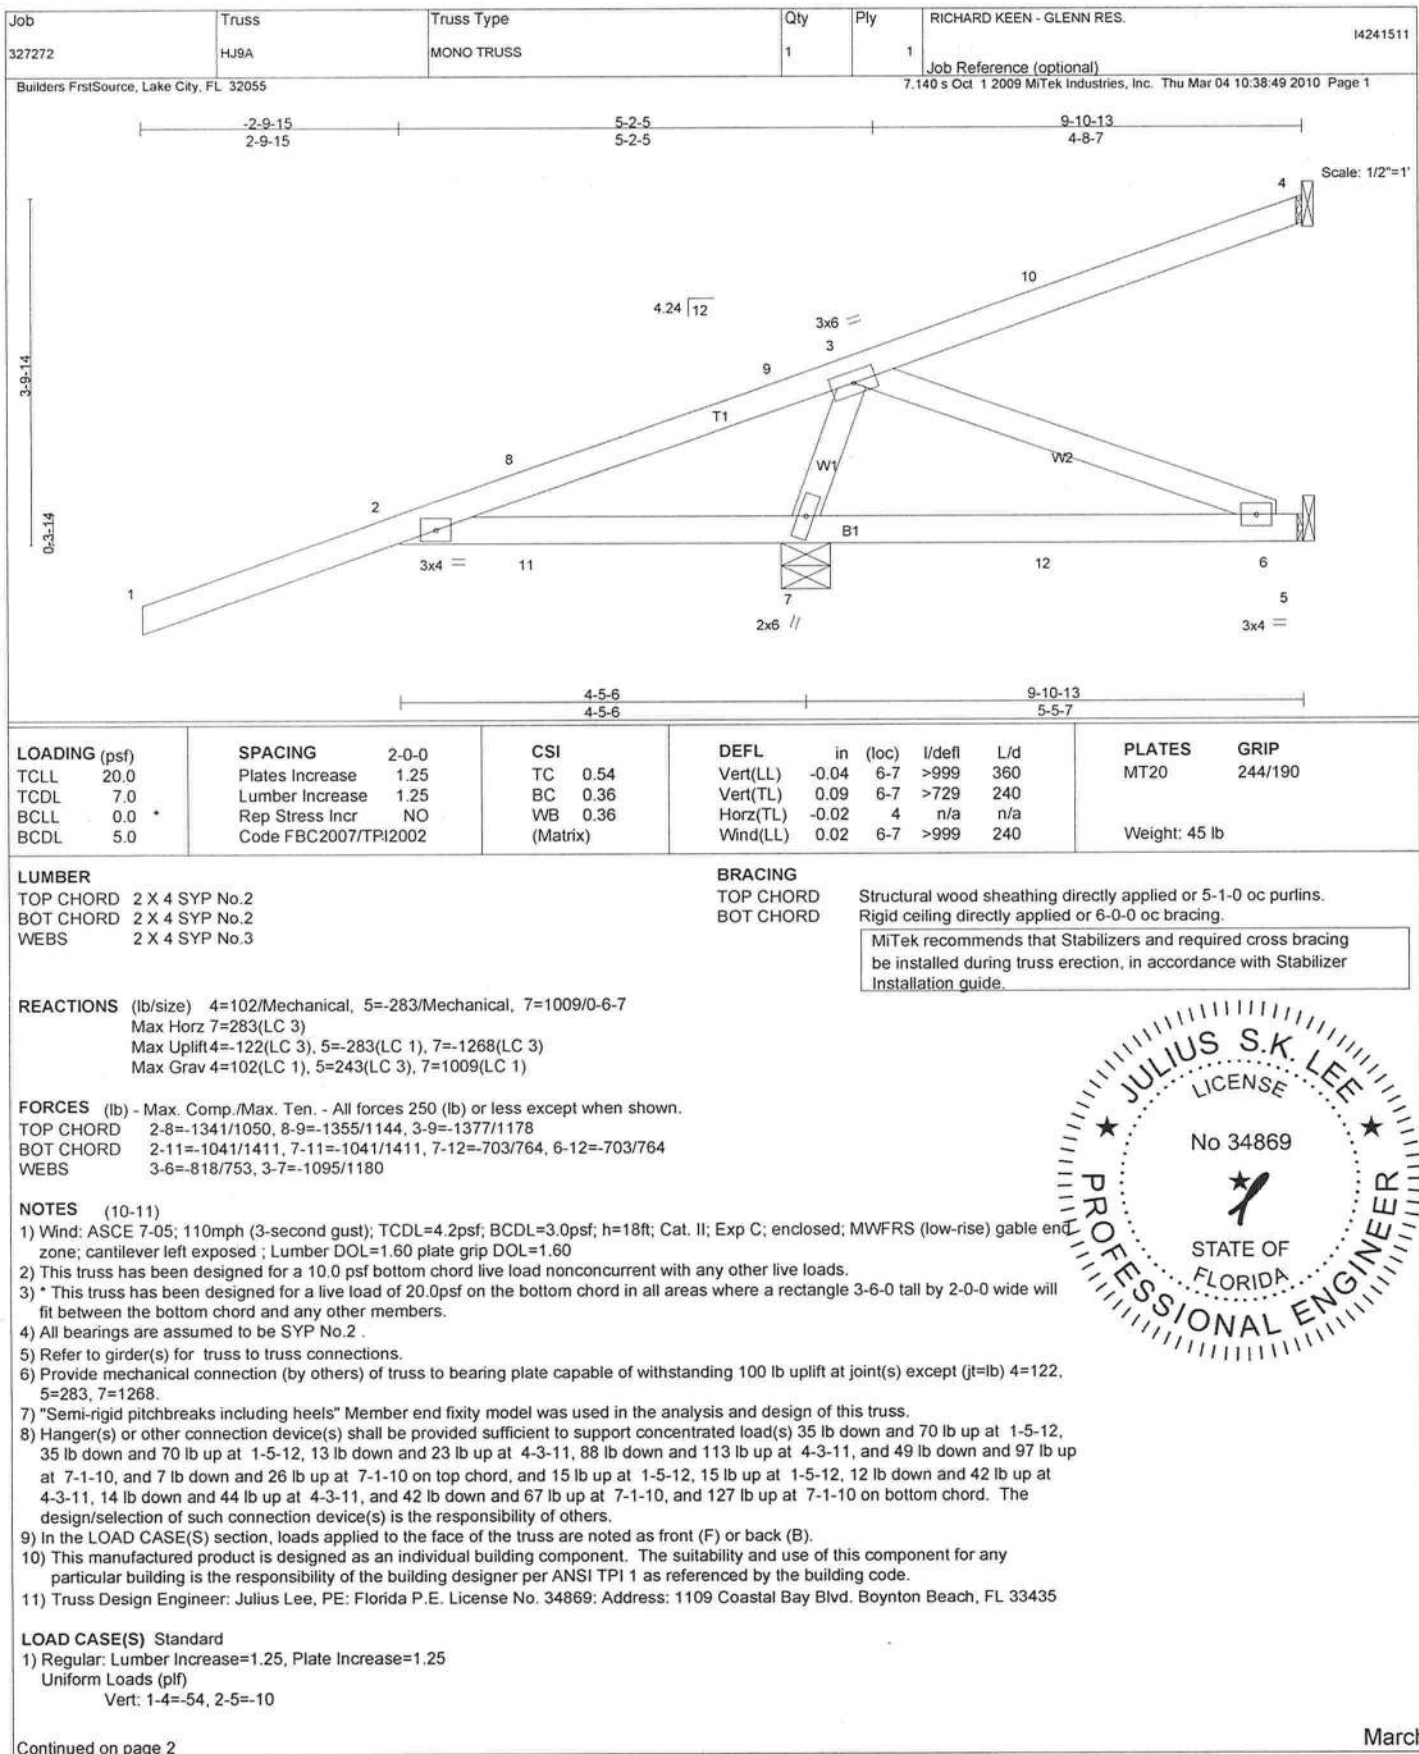 Job Truss Truss Type Qty Ply RICHARD KEEN - GLENN RES.
I4241511
327272 HJ9A MONO TRUSS 1 1
Job Reference (optional)
Builders FrstSource, Lake City, FL 32055 7.140 s Oct 1 2009 MiTek Industries, Inc. Thu Mar 04 10:38:49 2010 Page 1
-2-9-15 5-2-5 9-10-13
2-9-15 5-2-5 4-8-7
Scale: 1/2"=1'
4
10
4.24 12
3x6 =
3
9
3-9-14
T1
8
W1 W2
2
0-3-14
B1
3x4 = 11 12 6
1
7 5
2x6 // 3x4 =
4-5-6 9-10-13
4-5-6 5-5-7
LOADING (psf) SPACING 2-0-0 CSI DEFL in (loc) l/defl L/d PLATES GRIP
TCLL 20.0 Plates Increase 1.25 TC 0.54 Vert(LL) -0.04 6-7 >999 360 MT20 244/190
TCDL 7.0 Lumber Increase 1.25 BC 0.36 Vert(TL) 0.09 6-7 >729 240
BCLL 0.0 * Rep Stress Incr NO WB 0.36 Horz(TL) -0.02 4 n/a n/a
BCDL 5.0 Code FBC2007/TPI2002 (Matrix) Wind(LL) 0.02 6-7 >999 240 Weight: 45 lb
LUMBER
TOP CHORD 2 X 4 SYP No.2
BOT CHORD 2 X 4 SYP No.2
WEBS 2 X 4 SYP No.3
BRACING
TOP CHORD Structural wood sheathing directly applied or 5-1-0 oc purlins.
BOT CHORD Rigid ceiling directly applied or 6-0-0 oc bracing.
MiTek recommends that Stabilizers and required cross bracing
be installed during truss erection, in accordance with Stabilizer
Installation guide.
REACTIONS (lb/size) 4=102/Mechanical, 5=-283/Mechanical, 7=1009/0-6-7
Max Horz 7=283(LC 3)
Max Uplift4=-122(LC 3), 5=-283(LC 1), 7=-1268(LC 3)
Max Grav 4=102(LC 1), 5=243(LC 3), 7=1009(LC 1)
FORCES (lb) - Max. Comp./Max. Ten. - All forces 250 (lb) or less except when shown.
TOP CHORD 2-8=-1341/1050, 8-9=-1355/1144, 3-9=-1377/1178
BOT CHORD 2-11=-1041/1411, 7-11=-1041/1411, 7-12=-703/764, 6-12=-703/764
WEBS 3-6=-818/753, 3-7=-1095/1180
JULIUS S.K. LEE
LICENSE
No 34869
STATE OF
FLORIDA
PROFESSIONAL ENGINEER
NOTES (10-11)
1) Wind: ASCE 7-05; 110mph (3-second gust); TCDL=4.2psf; BCDL=3.0psf; h=18ft; Cat. II; Exp C; enclosed; MWFRS (low-rise) gable end
zone; cantilever left exposed ; Lumber DOL=1.60 plate grip DOL=1.60
2) This truss has been designed for a 10.0 psf bottom chord live load nonconcurrent with any other live loads.
3) * This truss has been designed for a live load of 20.0psf on the bottom chord in all areas where a rectangle 3-6-0 tall by 2-0-0 wide will
fit between the bottom chord and any other members.
4) All bearings are assumed to be SYP No.2 .
5) Refer to girder(s) for truss to truss connections.
6) Provide mechanical connection (by others) of truss to bearing plate capable of withstanding 100 lb uplift at joint(s) except (jt=lb) 4=122,
5=283, 7=1268.
7) "Semi-rigid pitchbreaks including heels" Member end fixity model was used in the analysis and design of this truss.
8) Hanger(s) or other connection device(s) shall be provided sufficient to support concentrated load(s) 35 lb down and 70 lb up at 1-5-12,
35 lb down and 70 lb up at 1-5-12, 13 lb down and 23 lb up at 4-3-11, 88 lb down and 113 lb up at 4-3-11, and 49 lb down and 97 lb up
at 7-1-10, and 7 lb down and 26 lb up at 7-1-10 on top chord, and 15 lb up at 1-5-12, 15 lb up at 1-5-12, 12 lb down and 42 lb up at
4-3-11, 14 lb down and 44 lb up at 4-3-11, and 42 lb down and 67 lb up at 7-1-10, and 127 lb up at 7-1-10 on bottom chord. The
design/selection of such connection device(s) is the responsibility of others.
9) In the LOAD CASE(S) section, loads applied to the face of the truss are noted as front (F) or back (B).
10) This manufactured product is designed as an individual building component. The suitability and use of this component for any
particular building is the responsibility of the building designer per ANSI TPI 1 as referenced by the building code.
11) Truss Design Engineer: Julius Lee, PE: Florida P.E. License No. 34869: Address: 1109 Coastal Bay Blvd. Boynton Beach, FL 33435
LOAD CASE(S) Standard
1) Regular: Lumber Increase=1.25, Plate Increase=1.25
Uniform Loads (plf)
Vert: 1-4=-54, 2-5=-10
Continued on page 2
March